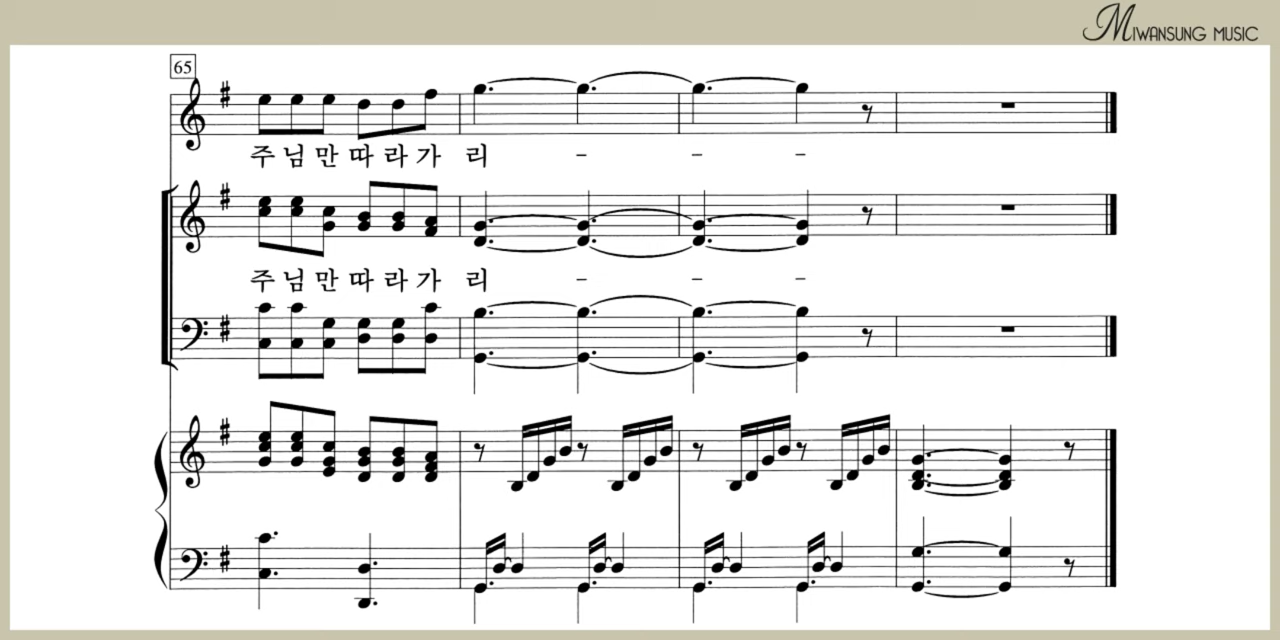 MIWANSUNG MUSIC
65
주 님 만 따 라 가 리 - - -
주 님 만 따 라 가 리 - - -